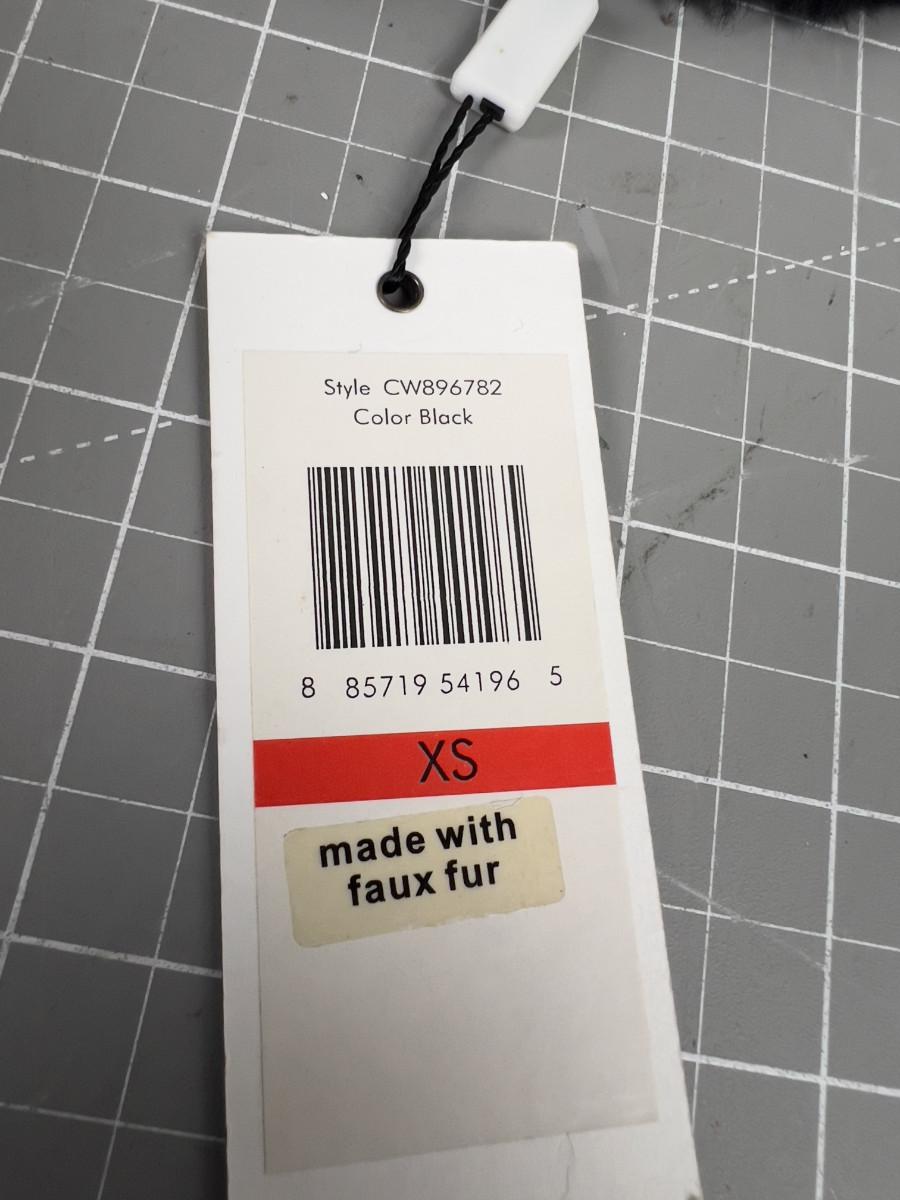 Style CW896782
Color Black
8 85719 54196 5
XS
made with
faux fur